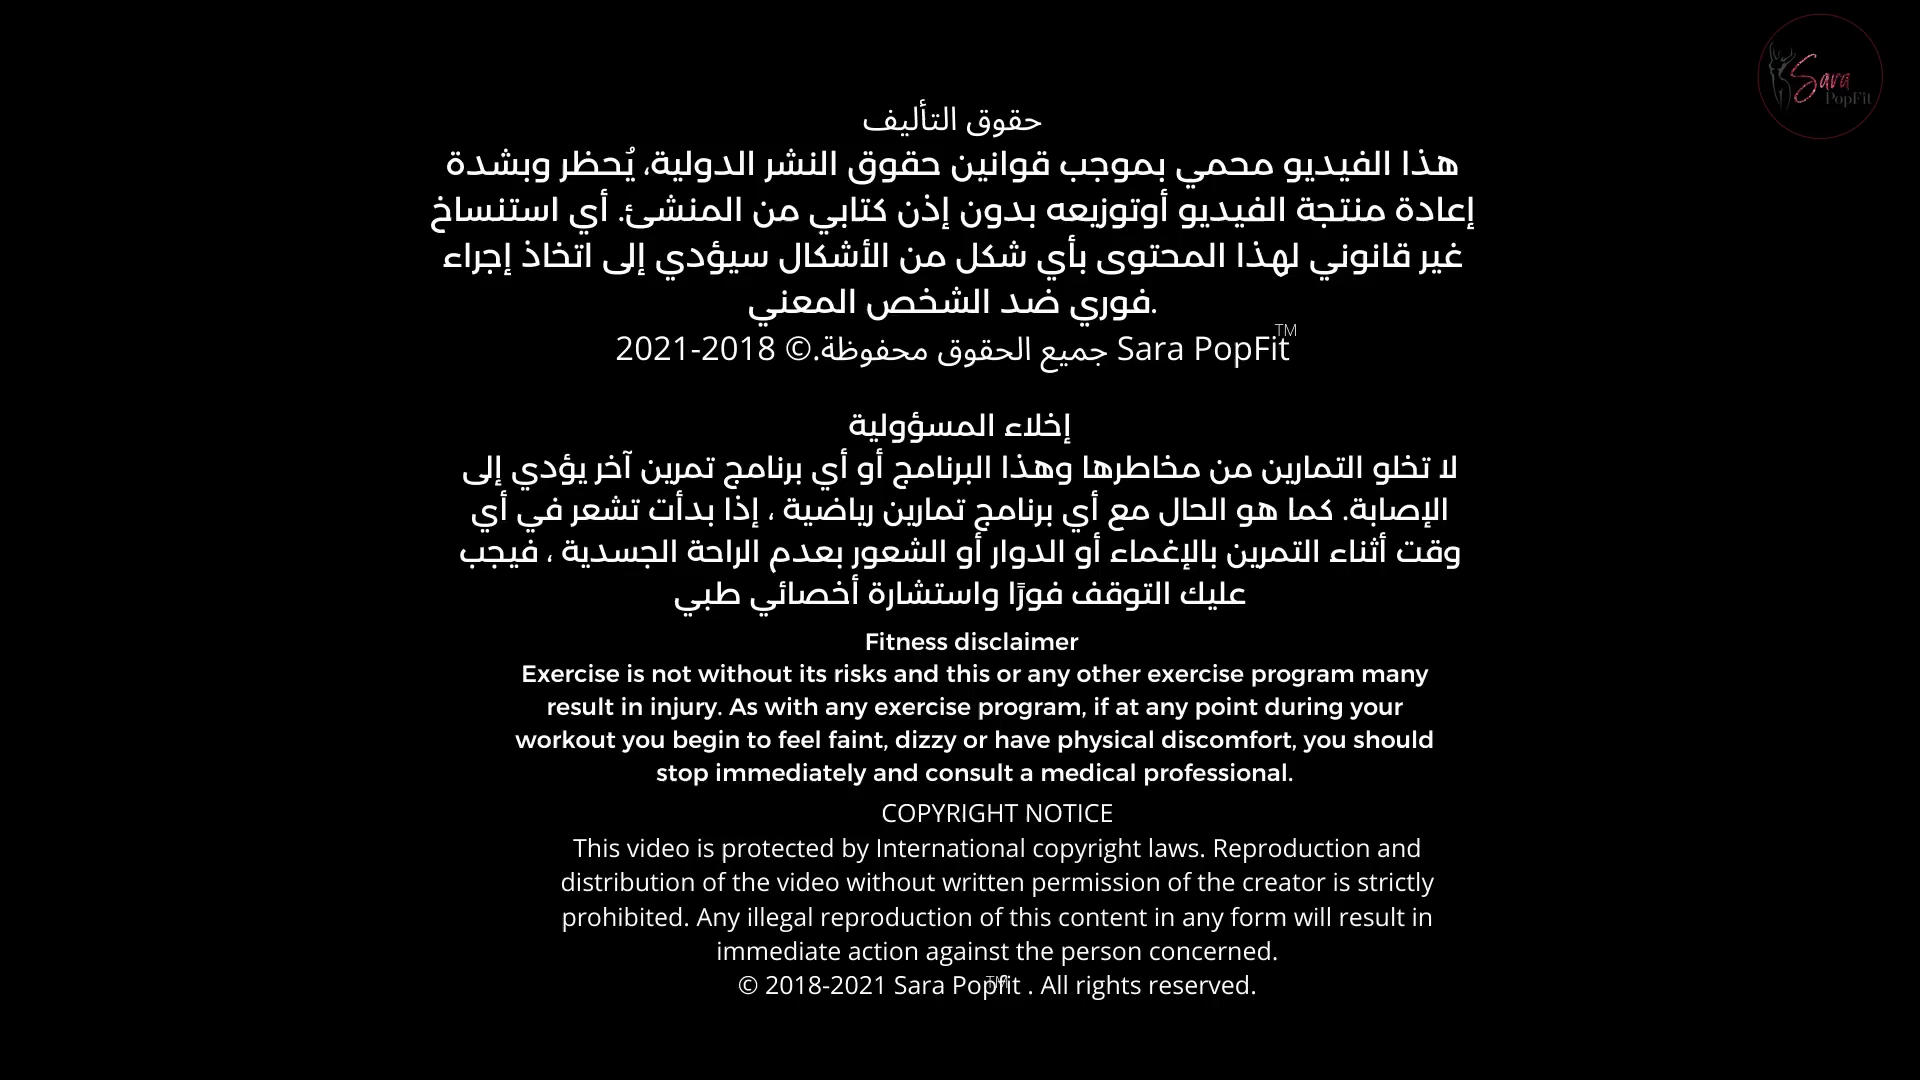 Sara
PopFit
حقوق التأليف
هذا الفيديو محمي بموجب قوانين حقوق النشر الدولية، يُحظر وبشدة
إعادة منتجة الفيديو أوتوزيعه بدون إذن كتابي من المنشئ. أي استنساخ
غير قانوني لهذا المحتوى بأي شكل من الأشكال سيؤدي إلى اتخاذ إجراء
.فوري ضد الشخص المعني
2021-2018 ©.جميع الحقوق محفوظة Sara PopFit™
إخلاء المسؤولية
لا تخلو التمارين من مخاطرها وهذا البرنامج أو أي برنامج تمرين آخر يؤدي إلى
الإصابة. كما هو الحال مع أي برنامج تمارين رياضية ، إذا بدأت تشعر في أي
وقت أثناء التمرين بالإغماء أو الدوار أو الشعور بعدم الراحة الجسدية ، فيجب
عليك التوقف فورًا واستشارة أخصائي طبي
Fitness disclaimer
Exercise is not without its risks and this or any other exercise program many
result in injury. As with any exercise program, if at any point during your
workout you begin to feel faint, dizzy or have physical discomfort, you should
stop immediately and consult a medical professional.
COPYRIGHT NOTICE
This video is protected by International copyright laws. Reproduction and
distribution of the video without written permission of the creator is strictly
prohibited. Any illegal reproduction of this content in any form will result in
immediate action against the person concerned.
© 2018-2021 Sara Popfit™ . All rights reserved.